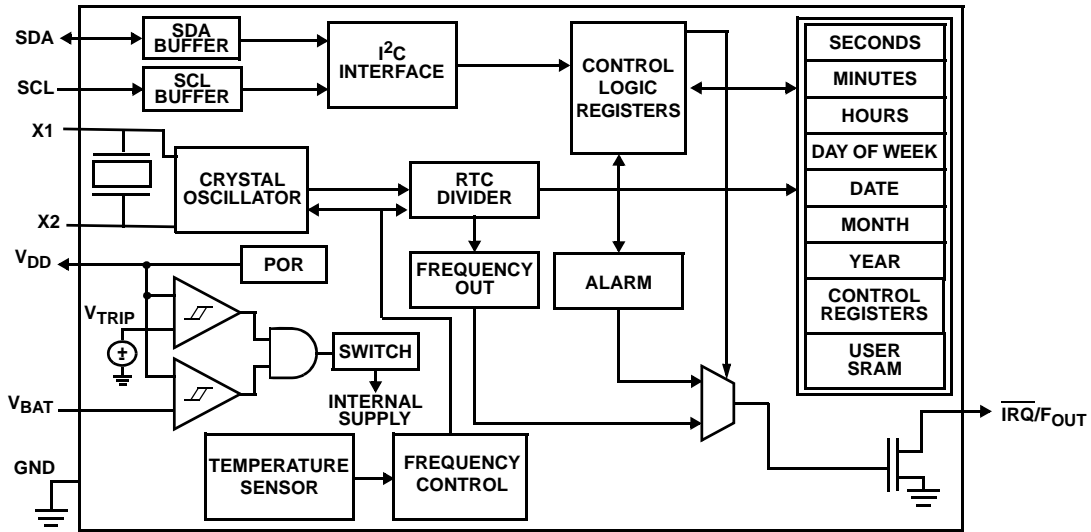 SDA
SDA
BUFFER
SCL
SCL
BUFFER
I²C
INTERFACE
CONTROL
LOGIC
REGISTERS
SECONDS
MINUTES
HOURS
DAY OF WEEK
DATE
MONTH
YEAR
CONTROL
REGISTERS
USER
SRAM
X1
X2
CRYSTAL
OSCILLATOR
RTC
DIVIDER
FREQUENCY
OUT
ALARM
VDD
POR
VTRIP
SWITCH
INTERNAL
SUPPLY
VBAT
IRQ/FOUT
GND
TEMPERATURE
SENSOR
FREQUENCY
CONTROL